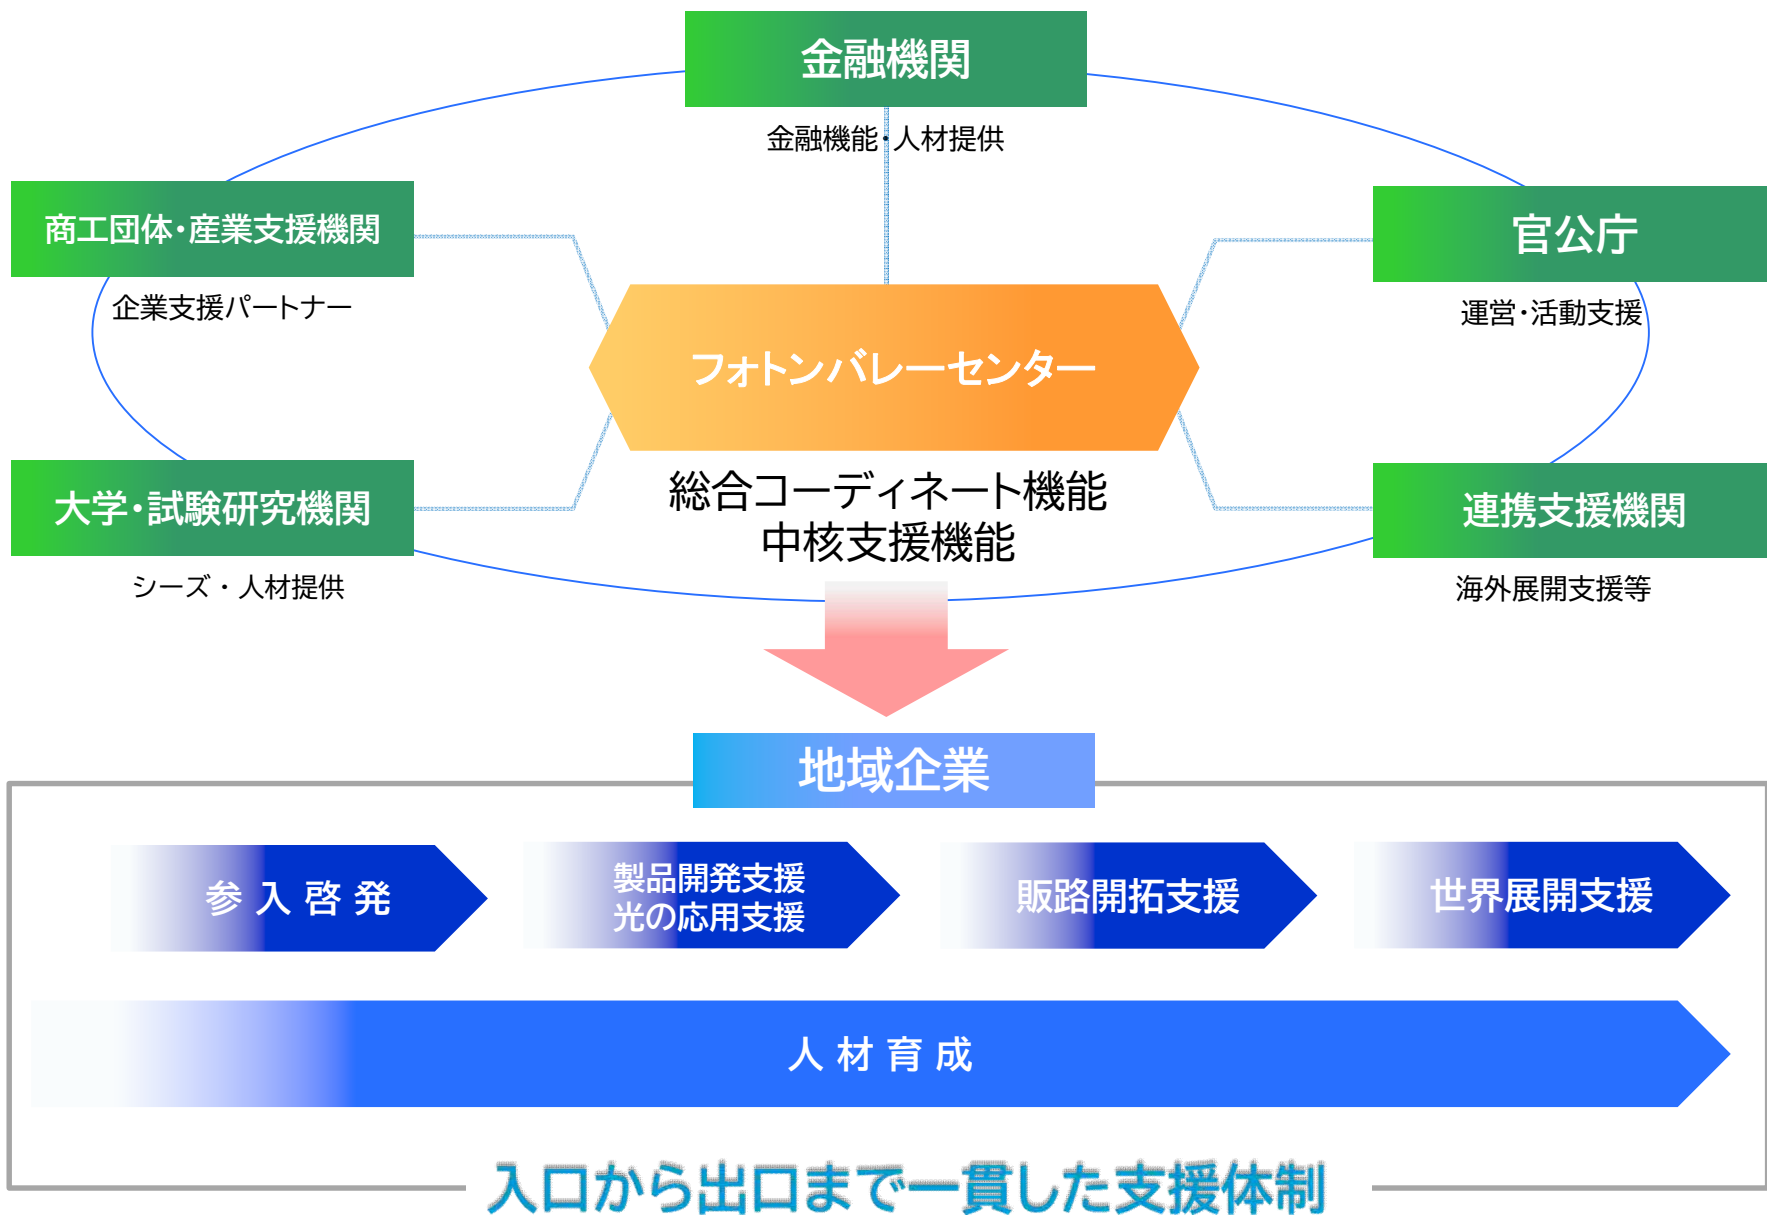 金融機関
金融機能・人材提供
商工団体・産業支援機関
企業支援パートナー
官公庁
運営・活動支援
フォトンバレーセンター
総合コーディネート機能
中核支援機能
大学・試験研究機関
シーズ・人材提供
連携支援機関
海外展開支援等
地域企業
参入啓発
製品開発支援
光の応用支援
販路開拓支援
世界展開支援
人材育成
入口から出口まで一貫した支援体制